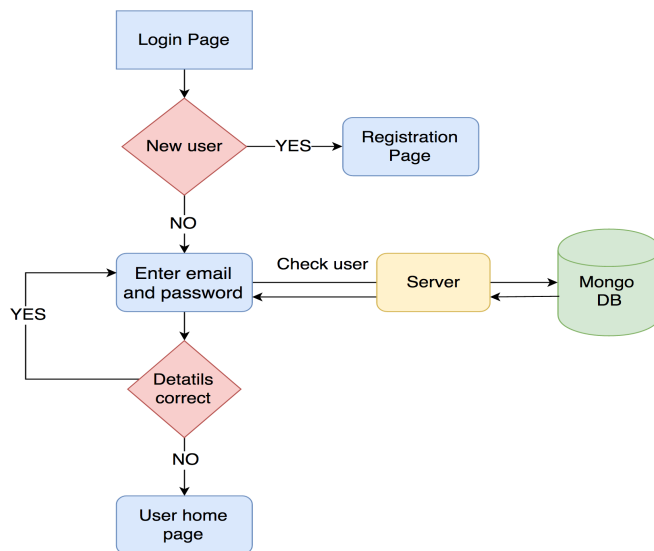 Login Page
New user
YES
Registration
Page
NO
Enter email
and password
Check user
Server
Mongo
DB
YES
Detatils
correct
NO
User home
page